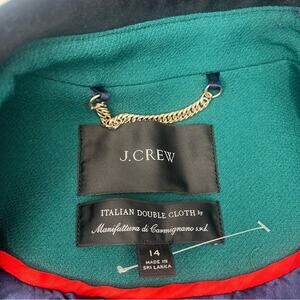 J.CREW
ITALIAN DOUBLE CLOTH by
Manifattura di Carmignano s.r.l.
14
MADE IN
SRI LANKA